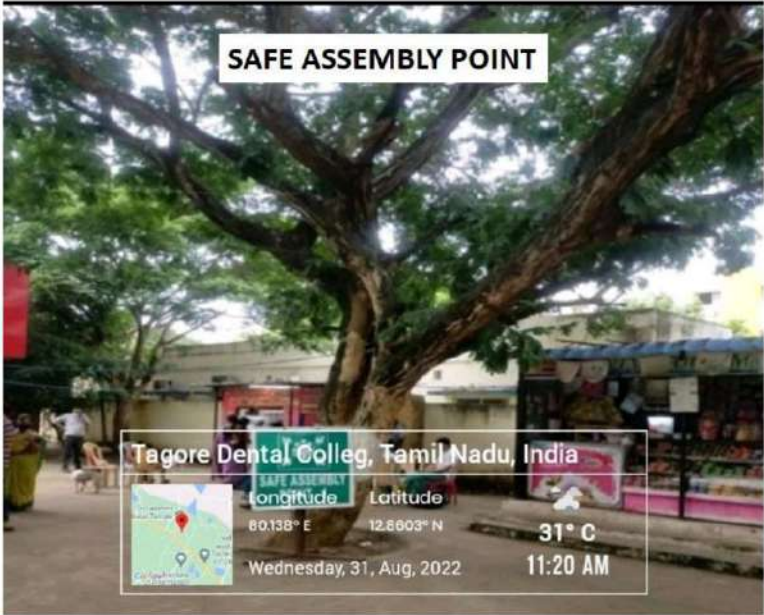 SAFE ASSEMBLY POINT
Tagore Dental Colleg, Tamil Nadu, India
SAFE ASSEMBLY
Longitude Latitude
80.138° E 12.8603° N
31° C
Wednesday, 31, Aug, 2022 11:20 AM